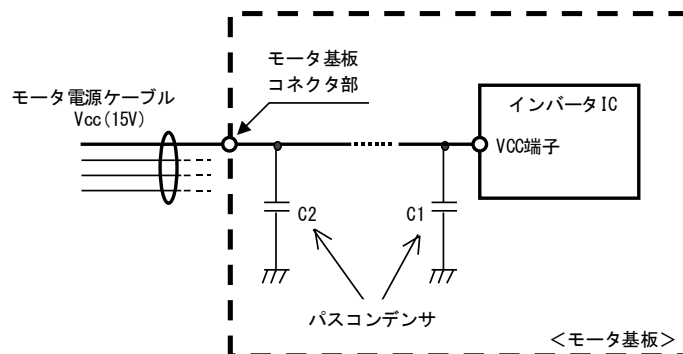 モータ基板
コネクタ部
モータ電源ケーブル
Vcc(15V)
インバータIC
VCC端子
C2
C1
パスコンデンサ
＜モータ基板＞